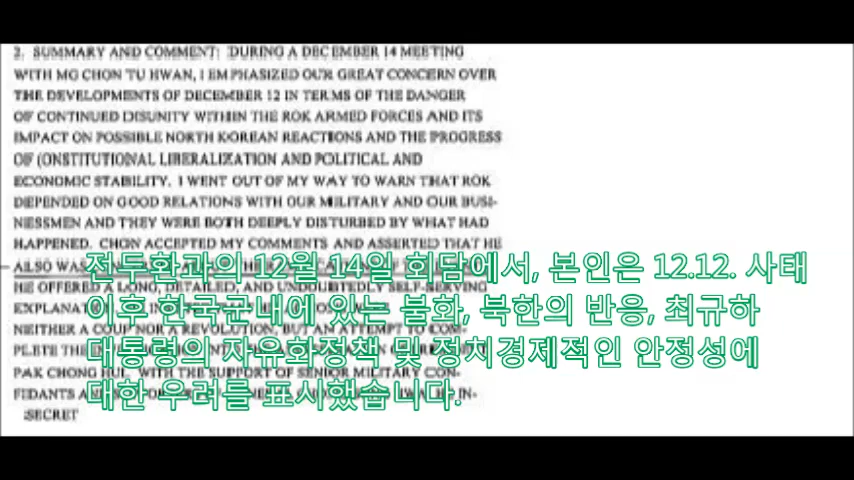 2. SUMMARY AND COMMENT: DURING A DECEMBER 14 MEETING
WITH MG CHON TU HWAN, I EMPHASIZED OUR GREAT CONCERN OVER
THE DEVELOPMENTS OF DECEMBER 12 IN TERMS OF THE DANGER
OF CONTINUED DISUNITY WITHIN THE ROK ARMED FORCES AND ITS
IMPACT ON POSSIBLE NORTH KOREAN REACTIONS AND THE PROGRESS
OF (ONSTITUTIONAL LIBERALIZATION AND POLITICAL AND
ECONOMIC STABILITY. I WENT OUT OF MY WAY TO WARN THAT ROK
DEPENDED ON GOOD RELATIONS WITH OUR MILITARY AND OUR BUSI-
NESSMEN AND THEY WERE BOTH DEEPLY DISTURBED BY WHAT HAD
HAPPENED. CHON ACCEPTED MY COMMENTS AND ASSERTED THAT HE
ALSO WAS
HE OFFERED A LONG, DETAILED, AND UNDOUBTEDLY SELF-SERVING
EXPLANATION
NEITHER A COUP NOR A REVOLUTION, BUT AN ATTEMPT TO COM-
PLETE THE
PAK CHONG HUI. WITH THE SUPPORT OF SENIOR MILITARY CON-
FIDANTS AND IN-
SECRET
전두환과의 12월 14일 회담에서, 본인은 12.12. 사태
이후 한국군내에 있는 불화, 북한의 반응, 최규하
대통령의 자유화정책 및 정치경제적인 안정성에
대한 우려를 표시했습니다.